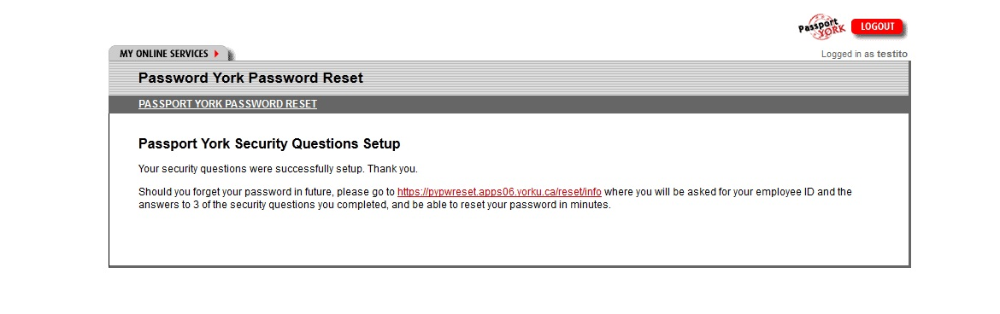 Passport YORK
LOGOUT
MY ONLINE SERVICES
Logged in as testito
Password York Password Reset
PASSPORT YORK PASSWORD RESET
Passport York Security Questions Setup
Your security questions were successfully setup. Thank you.
Should you forget your password in future, please go to https://pypwreset.apps06.yorku.ca/reset/info where you will be asked for your employee ID and the
answers to 3 of the security questions you completed, and be able to reset your password in minutes.